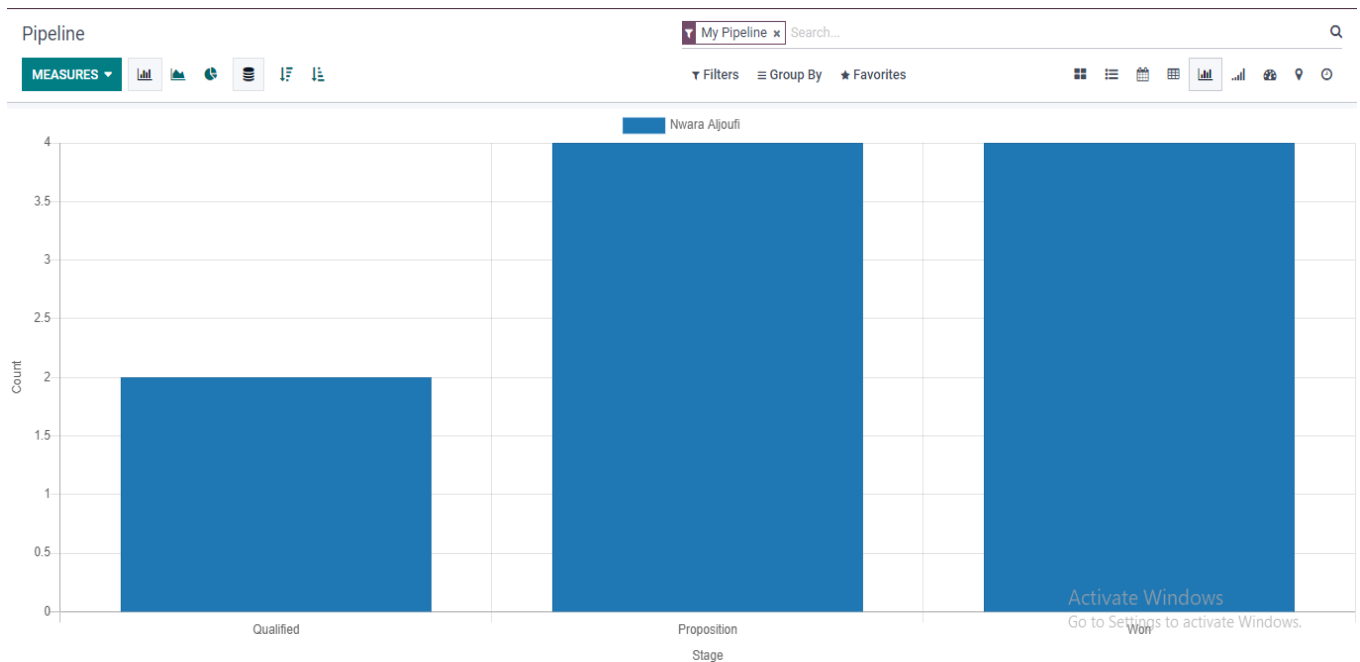 Pipeline
My Pipeline x Search...
MEASURES
Filters Group By Favorites
Nwara Aljoufi
4
3.5
3
2.5
2
1.5
1
0.5
0
Count
Qualified Proposition Won
Stage
Activate Windows
Go to Settings to activate Windows.